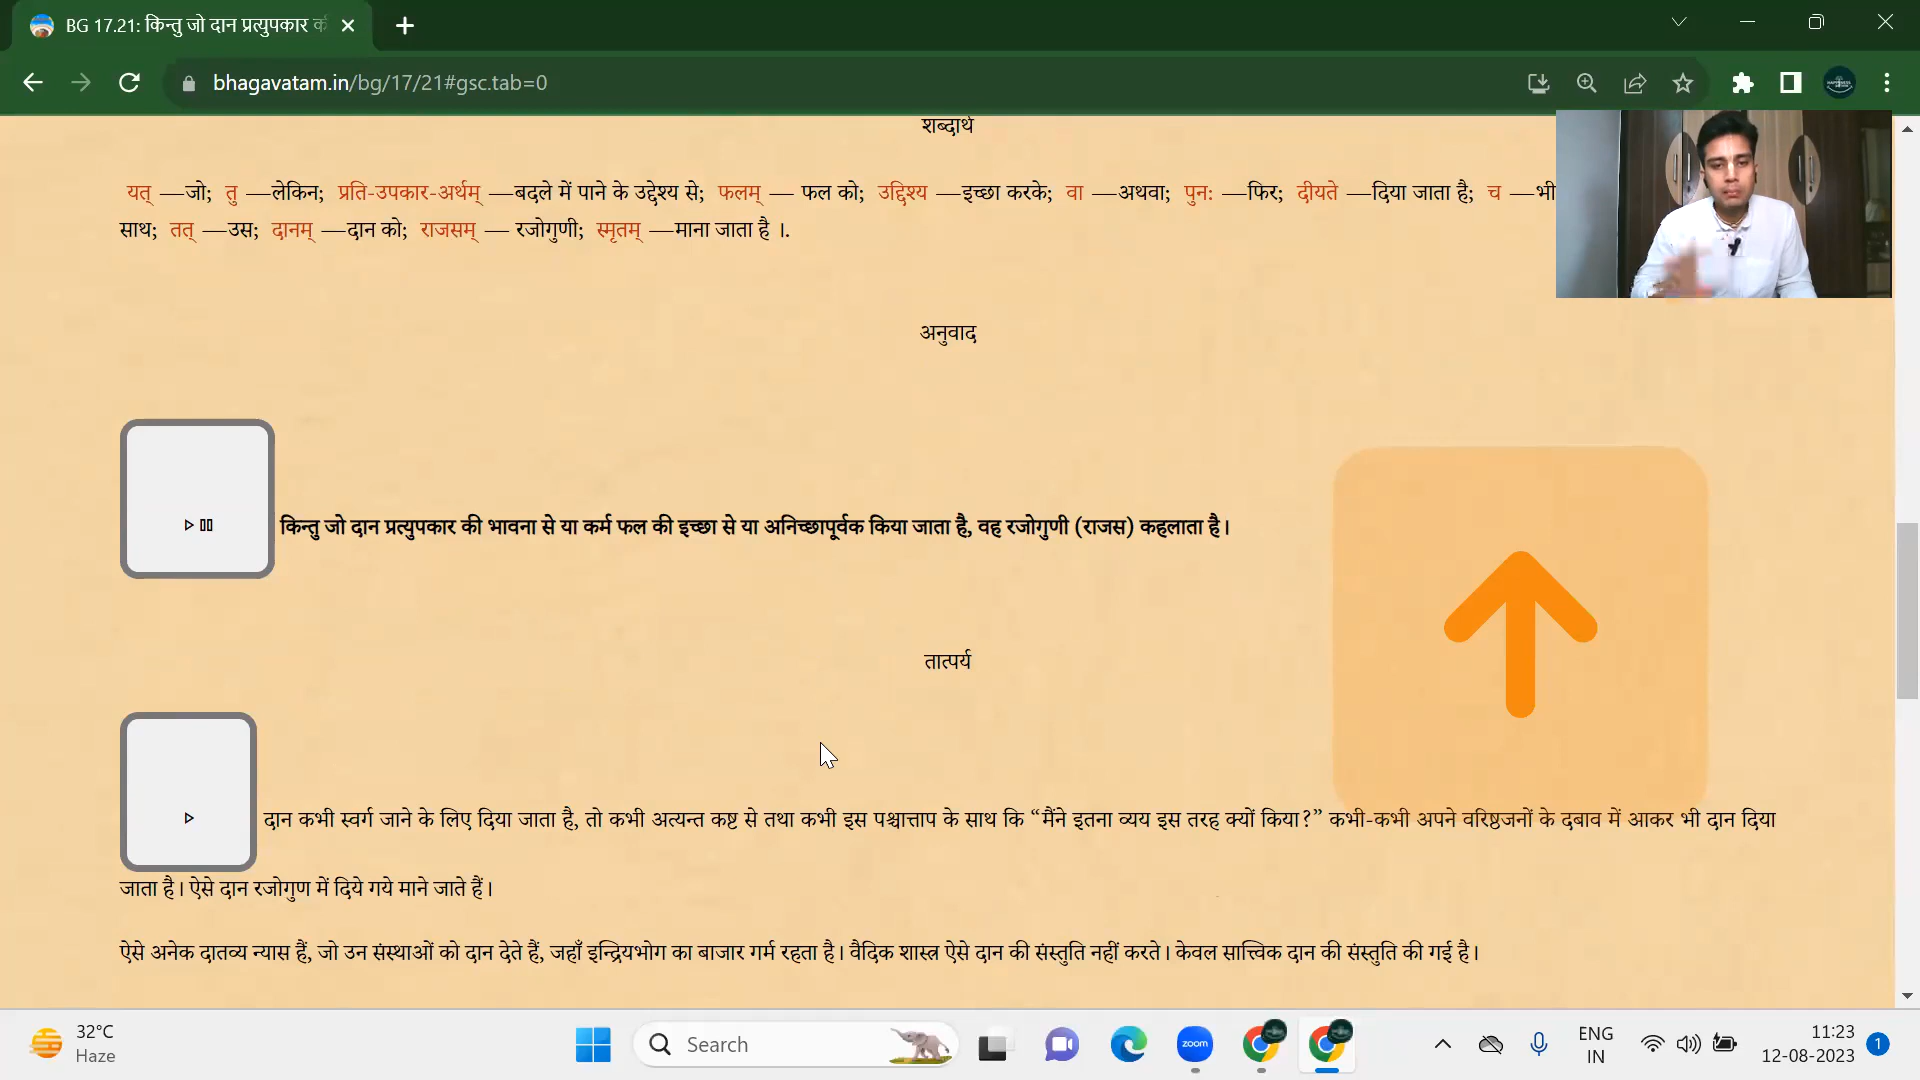 BG 17.21: किन्तु जो दान प्रत्युपकार की
bhagavatam.in/bg/17/21#gsc.tab=0
शब्दार्थ
यत् —जो; तु —लेकिन; प्रति-उपकार-अर्थम् —बदले में पाने के उद्देश्य से; फलम् — फल को; उद्दिश्य —इच्छा करके; वा —अथवा; पुन: —फिर; दीयते —दिया जाता है; च —भी
साथ; तत् —उस; दानम् —दान को; राजसम् — रजोगुणी; स्मृतम् —माना जाता है ।.
अनुवाद
किन्तु जो दान प्रत्युपकार की भावना से या कर्म फल की इच्छा से या अनिच्छापूर्वक किया जाता है, वह रजोगुणी (राजस) कहलाता है।
तात्पर्य
दान कभी स्वर्ग जाने के लिए दिया जाता है, तो कभी अत्यन्त कष्ट से तथा कभी इस पश्चात्ताप के साथ कि “मैंने इतना व्यय इस तरह क्यों किया?” कभी-कभी अपने वरिष्ठजनों के दबाव में आकर भी दान दिया
जाता है। ऐसे दान रजोगुण में दिये गये माने जाते हैं।
ऐसे अनेक दातव्य न्यास हैं, जो उन संस्थाओं को दान देते हैं, जहाँ इन्द्रियभोग का बाजार गर्म रहता है। वैदिक शास्त्र ऐसे दान की संस्तुति नहीं करते। केवल सात्त्विक दान की संस्तुति की गई है।
32°C
Haze
Search
zoom
ENG
IN
11:23
12-08-2023
1